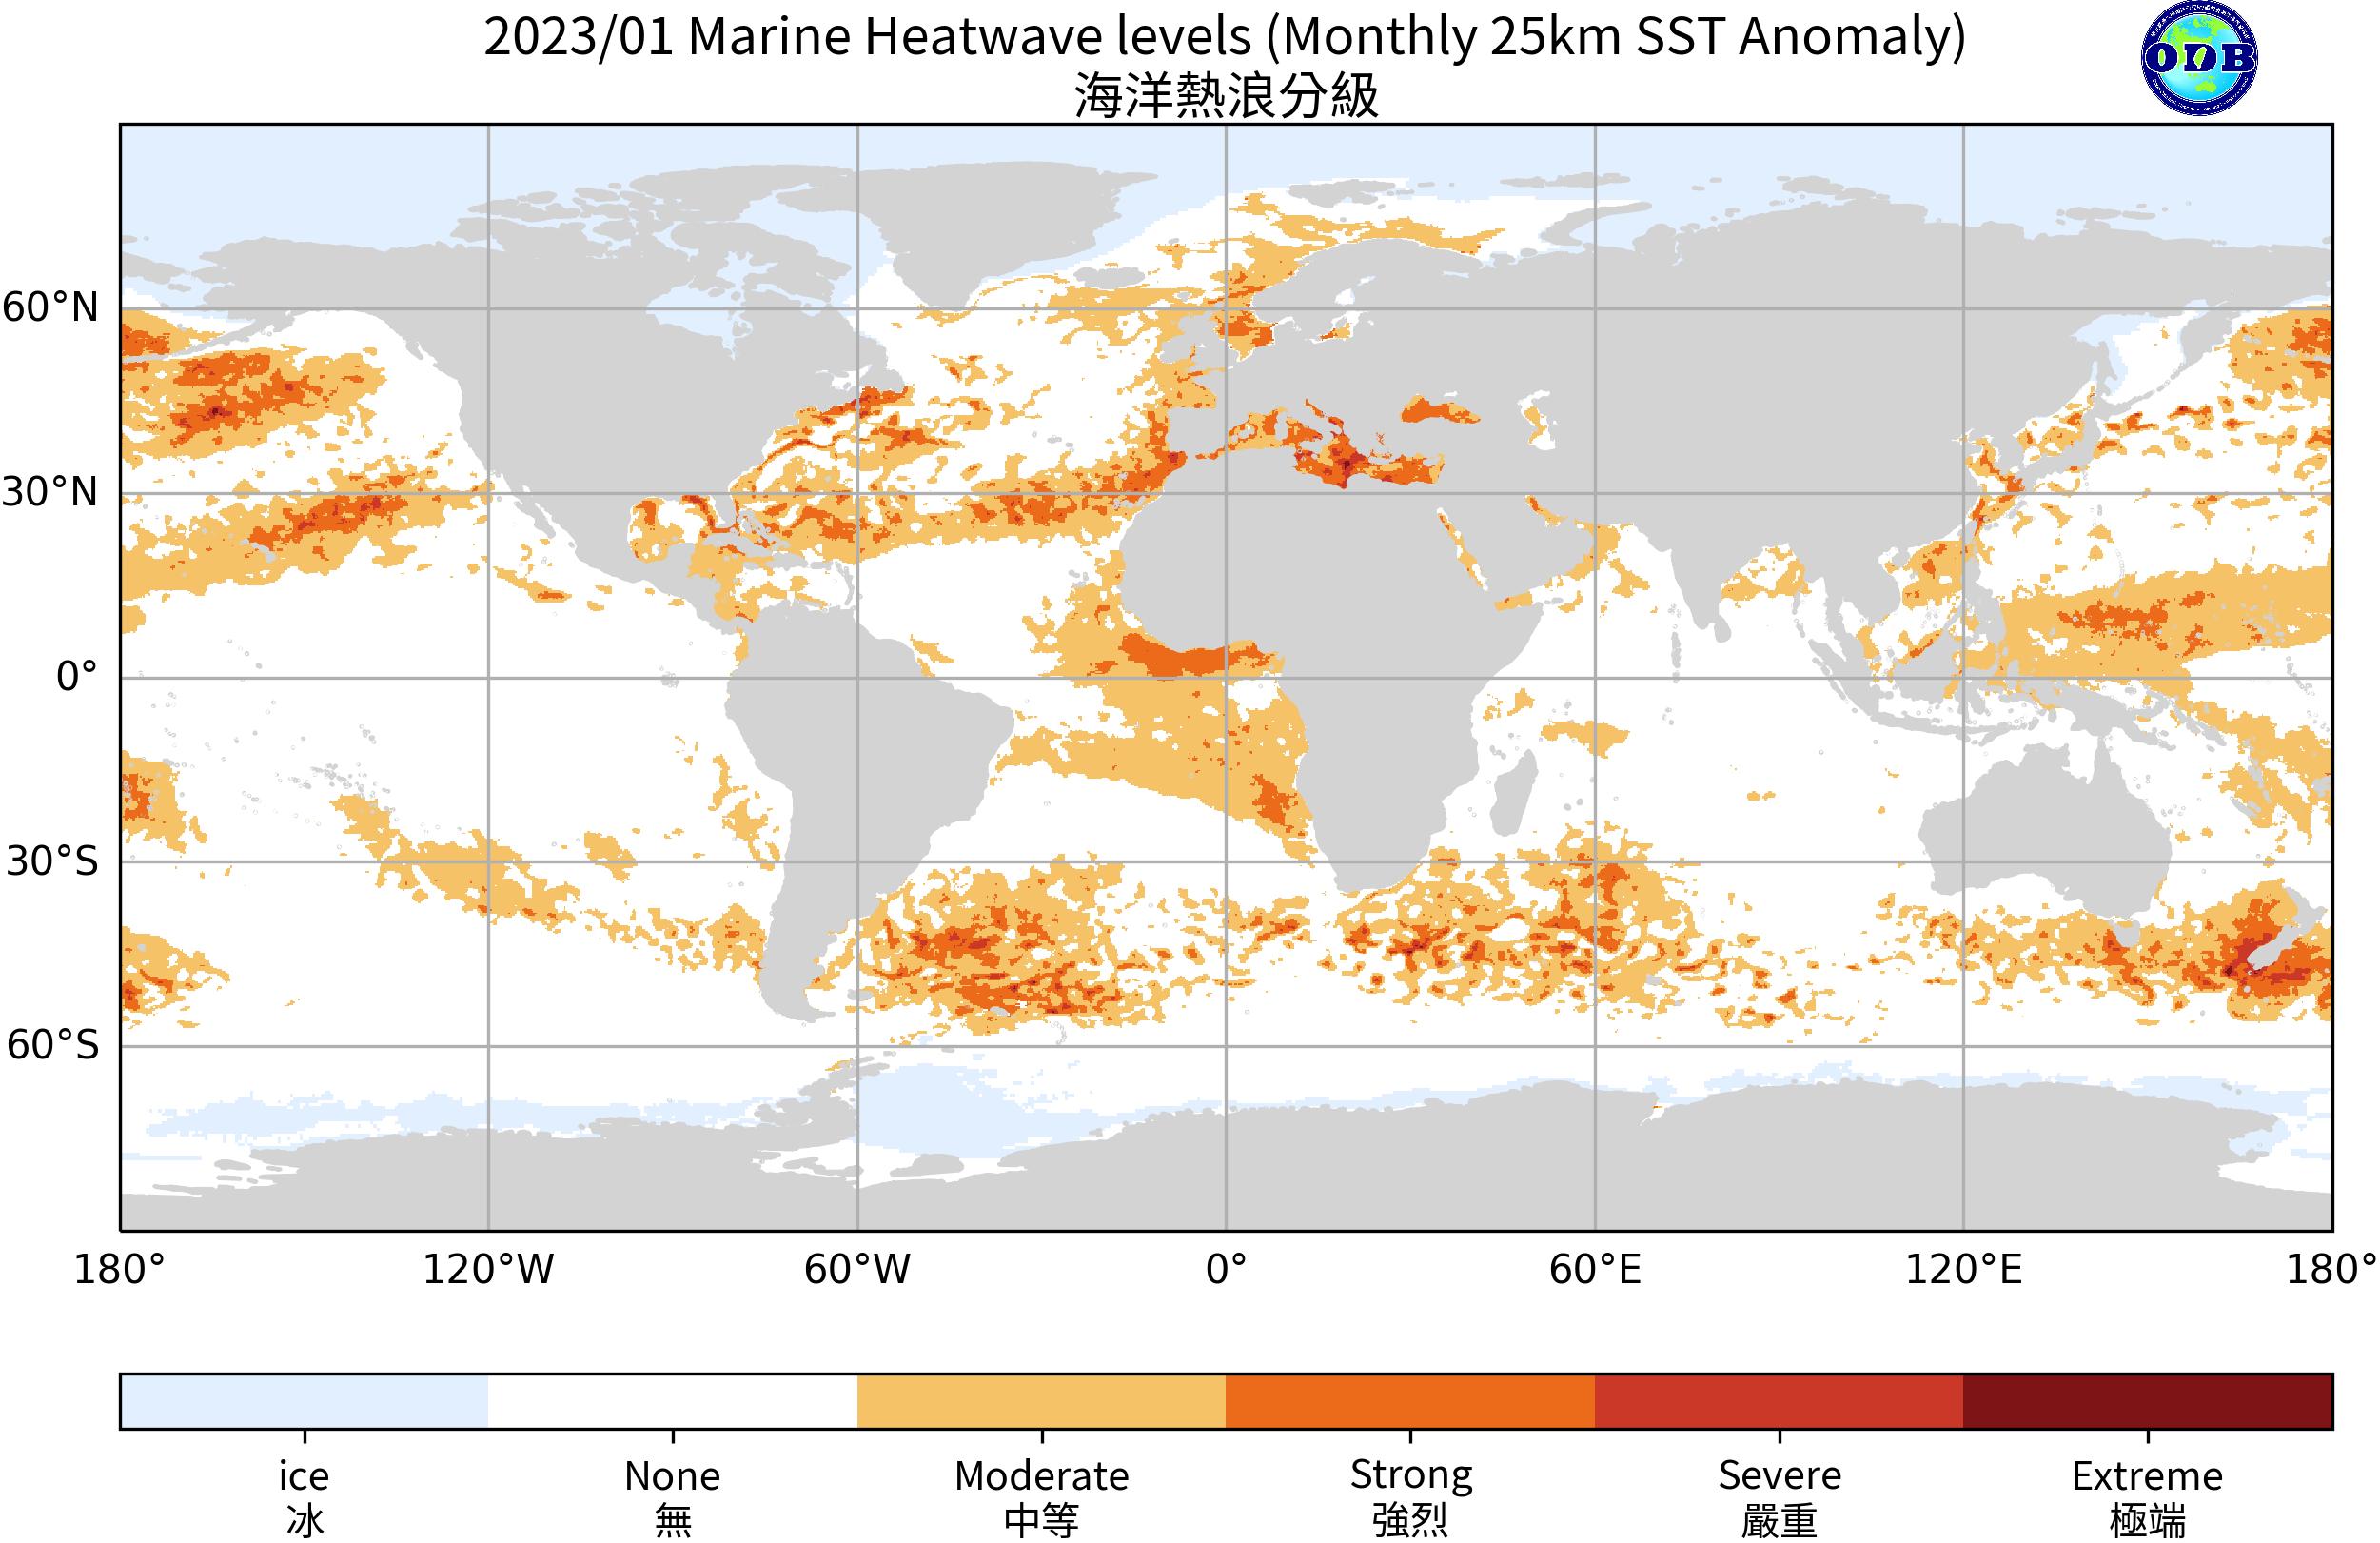 2023/01 Marine Heatwave levels (Monthly 25km SST Anomaly)
海洋熱浪分級
ODB
60°N
30°N
0°
30°S
60°S
180° 120°W 60°W 0° 60°E 120°E 180°
ice None Moderate Strong Severe Extreme
冰 無 中等 強烈 嚴重 極端